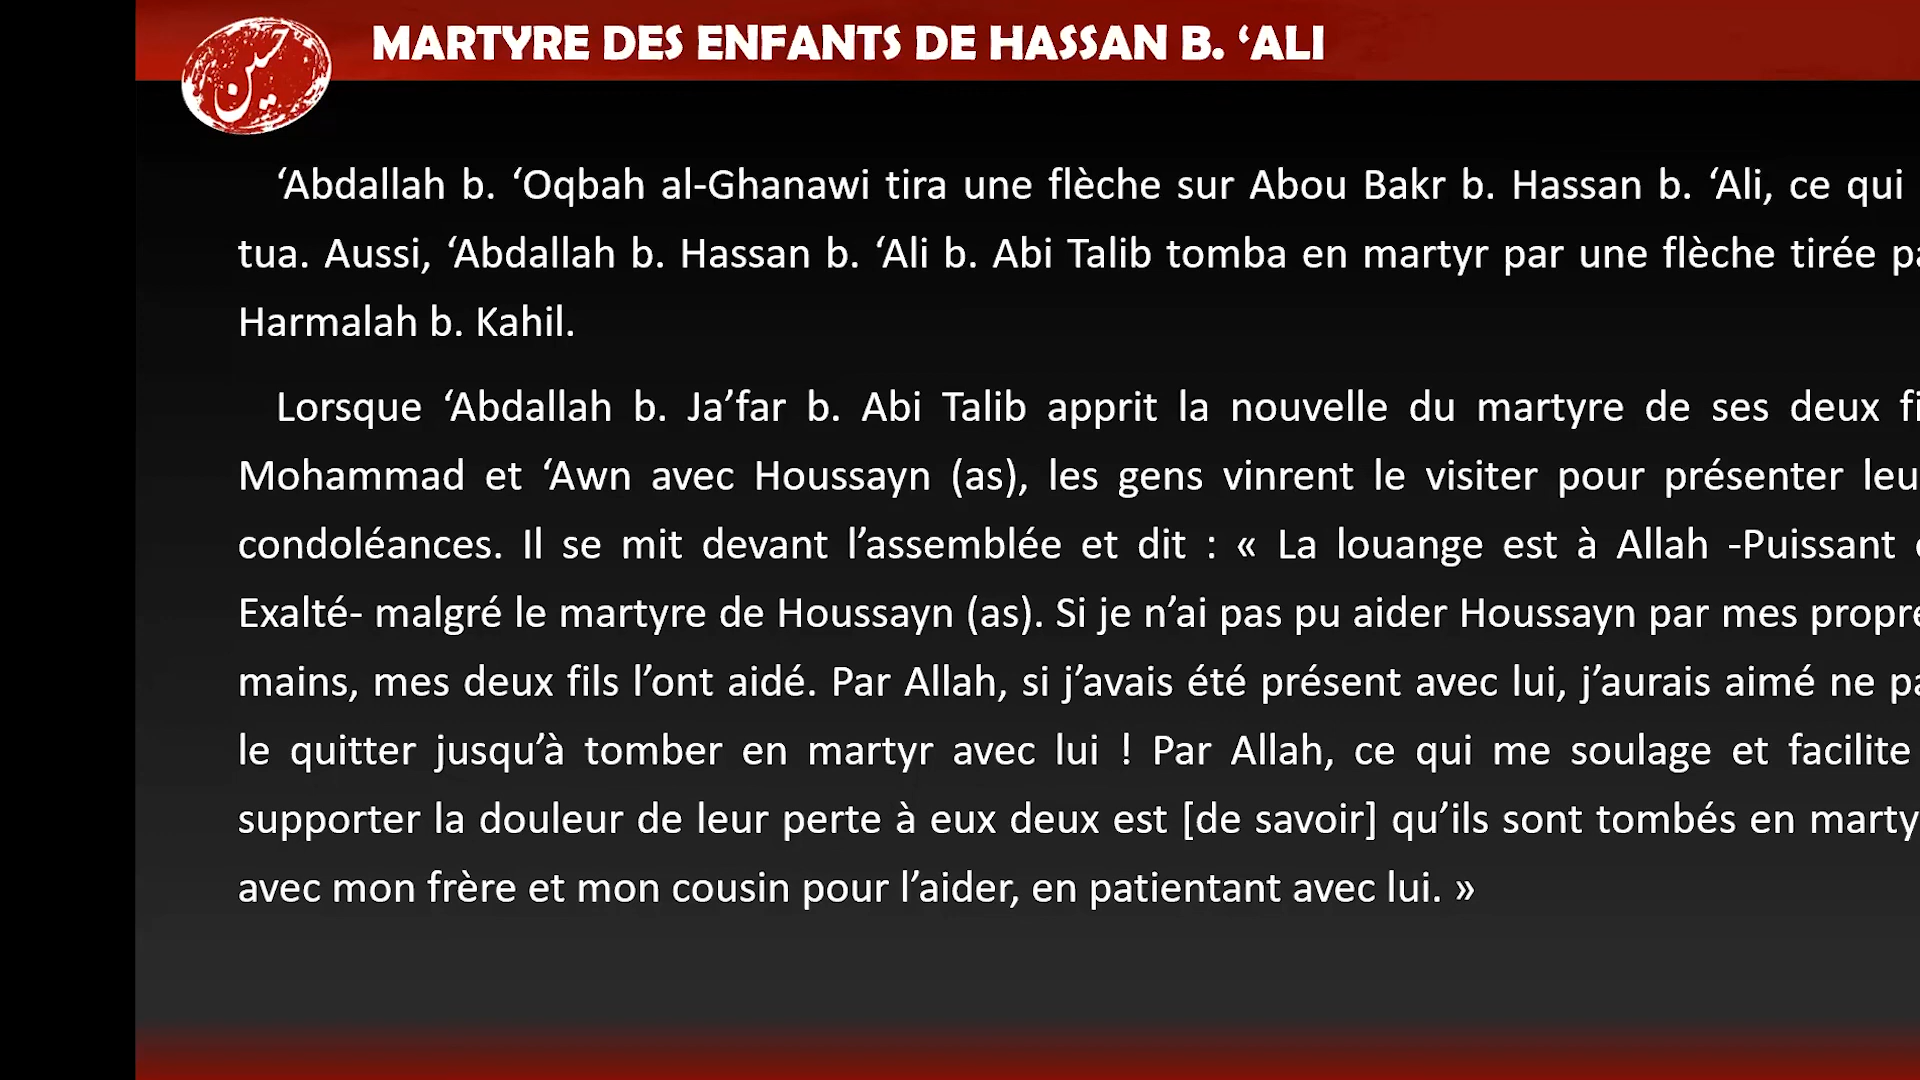 حسين
MARTYRE DES ENFANTS DE HASSAN B. ‘ALI
‘Abdallah b. ‘Oqbah al-Ghanawi tira une flèche sur Abou Bakr b. Hassan b. ‘Ali, ce qui
tua. Aussi, ‘Abdallah b. Hassan b. ‘Ali b. Abi Talib tomba en martyr par une flèche tirée
Harmalah b. Kahil.
Lorsque ‘Abdallah b. Ja’far b. Abi Talib apprit la nouvelle du martyre de ses deux
Mohammad et ‘Awn avec Houssayn (as), les gens vinrent le visiter pour présenter
condoléances. Il se mit devant l’assemblée et dit : « La louange est à Allah -Puissant
Exalté- malgré le martyre de Houssayn (as). Si je n’ai pas pu aider Houssayn par mes
mains, mes deux fils l’ont aidé. Par Allah, si j’avais été présent avec lui, j’aurais aimé ne
le quitter jusqu’à tomber en martyr avec lui ! Par Allah, ce qui me soulage et facilite
supporter la douleur de leur perte à eux deux est [de savoir] qu’ils sont tombés en
avec mon frère et mon cousin pour l’aider, en patientant avec lui. »